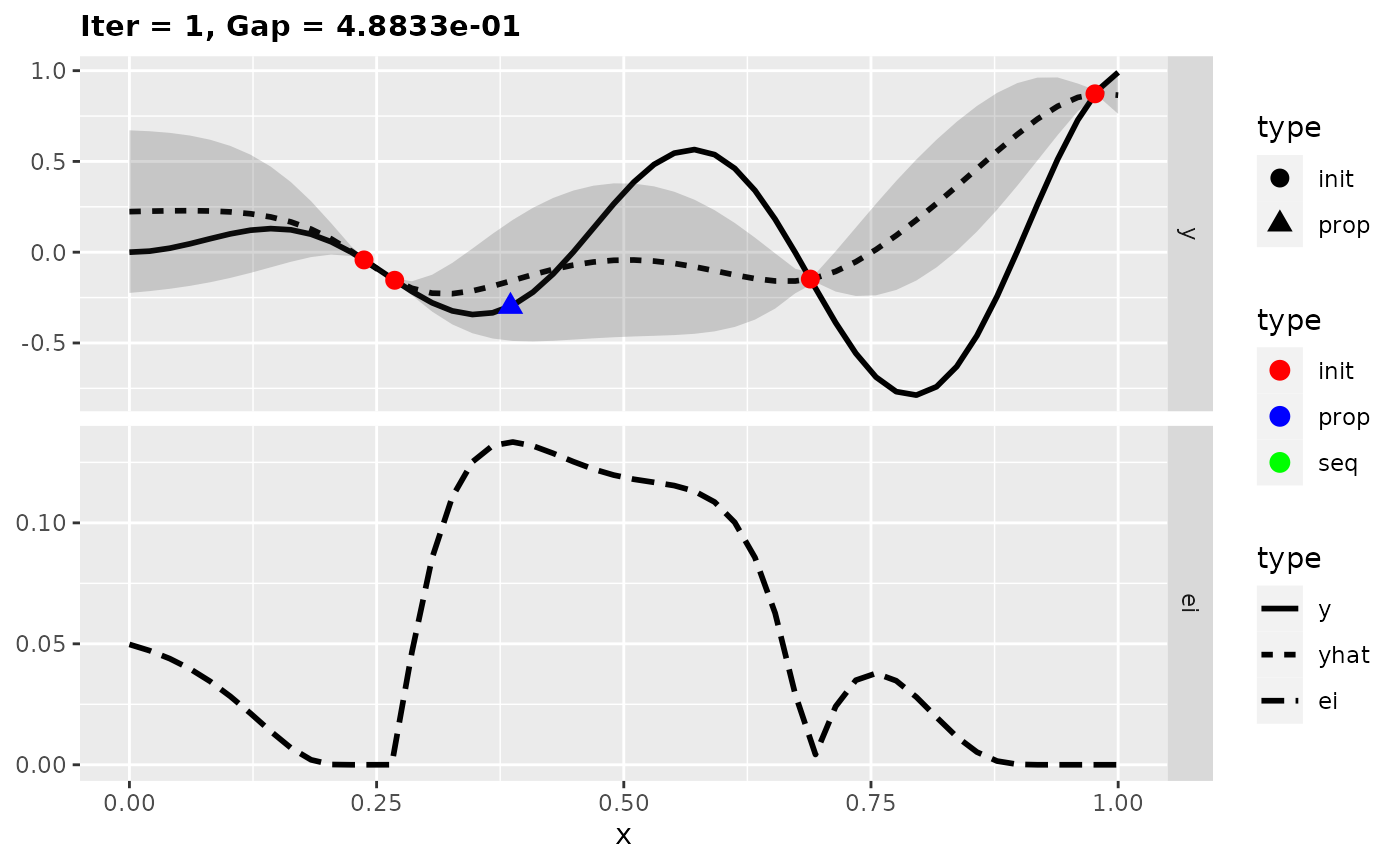 Iter = 1, Gap = 4.8833e-01
1.0
0.5
0.0
-0.5
y
0.10
0.05
0.00
ei
0.00 0.25 0.50 0.75 1.00
x
type
init
prop
type
init
prop
seq
type
y
yhat
ei